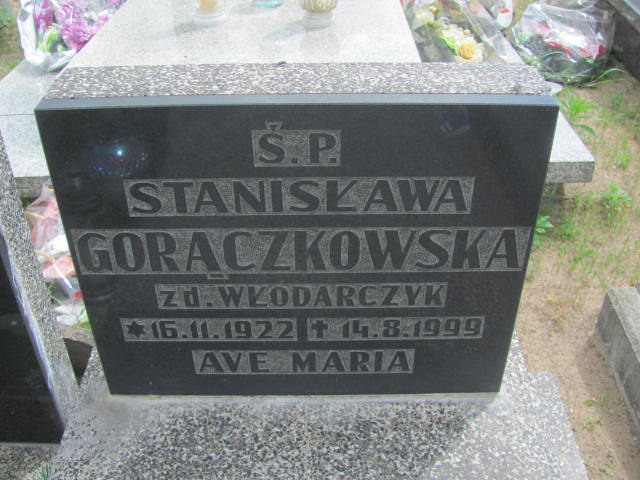 Ś.P.
STANISŁAWA
GORĄCZKOWSKA
zd. WŁODARCZYK
*16.11.1922 ✝ 14.8.1999
AVE MARIA